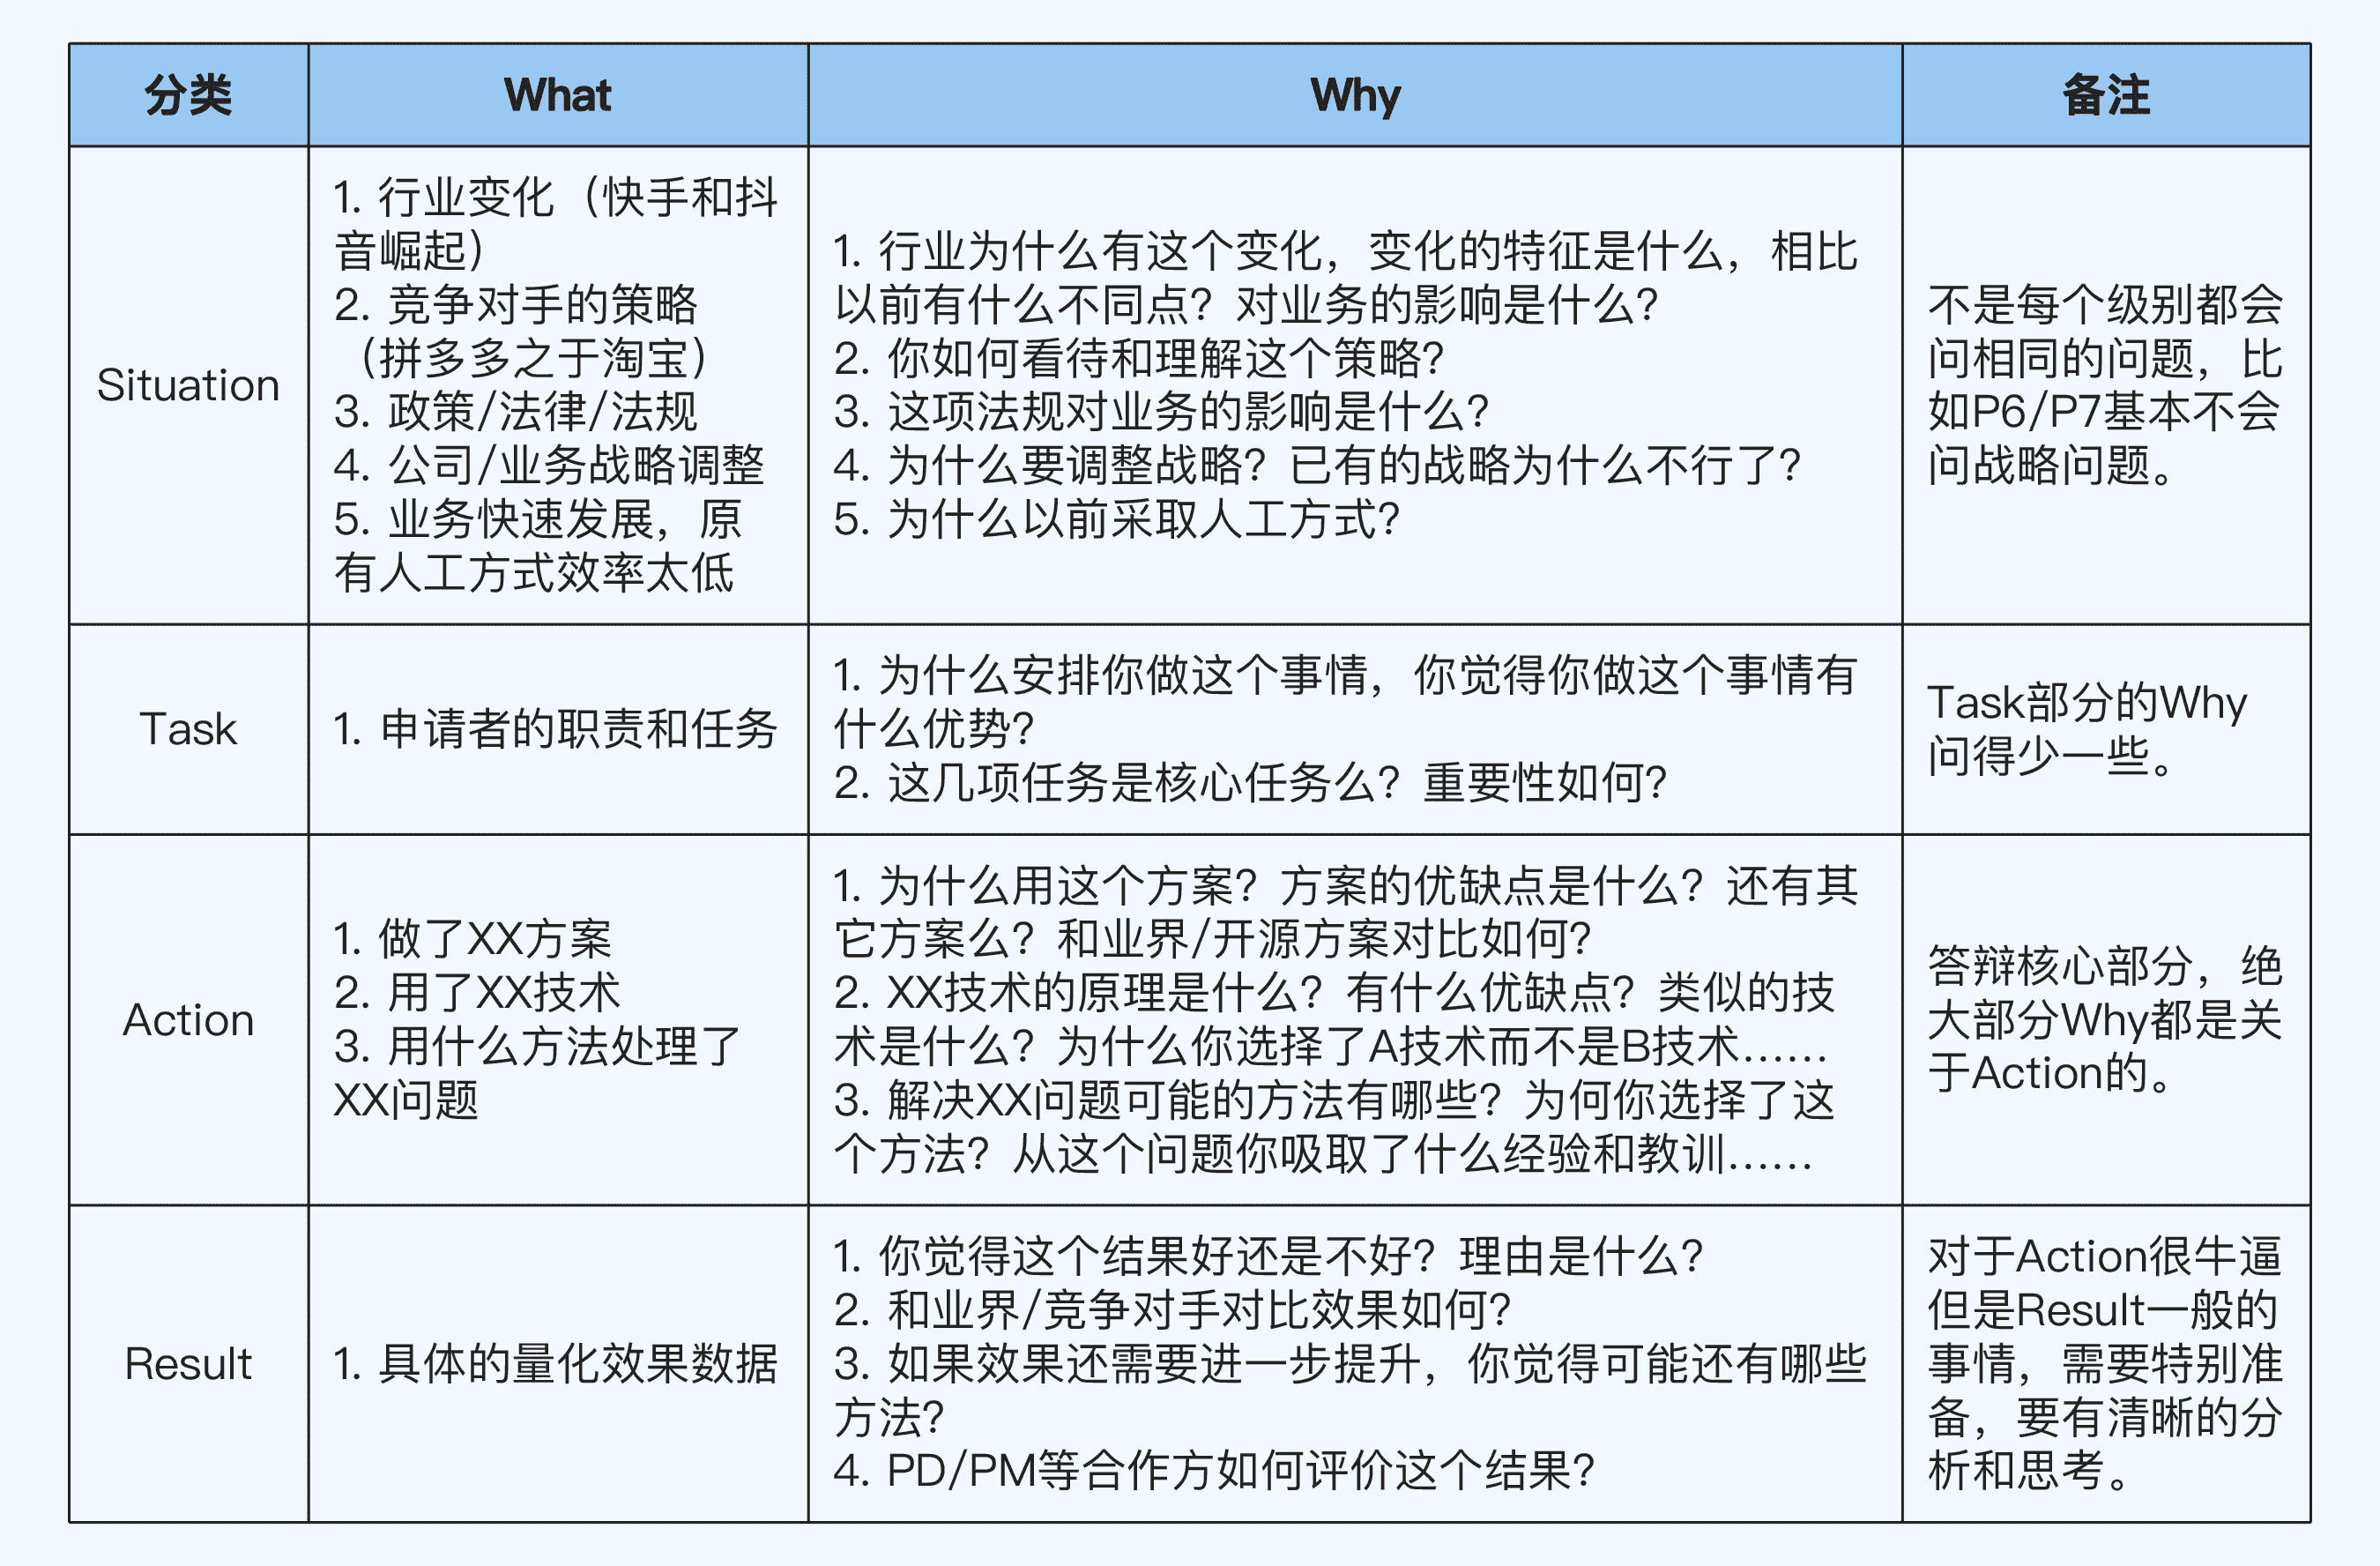 分类 What Why 备注
Situation
1. 行业变化（快手和抖
音崛起）
2. 竞争对手的策略
（拼多多之于淘宝）
3. 政策/法律/法规
4. 公司/业务战略调整
5. 业务快速发展，原
有人工方式效率太低
1. 行业为什么有这个变化，变化的特征是什么，相比
以前有什么不同点？对业务的影响是什么？
2. 你如何看待和理解这个策略？
3. 这项法规对业务的影响是什么？
4. 为什么要调整战略？已有的战略为什么不行了？
5. 为什么以前采取人工方式？
不是每个级别都会
问相同的问题，比
如P6/P7基本不会
问战略问题。
Task
1. 申请者的职责和任务
1. 为什么安排你做这个事情，你觉得你做这个事情有
什么优势？
2. 这几项任务是核心任务么？重要性如何？
Task部分的Why
问得少一些。
Action
1. 做了XX方案
2. 用了XX技术
3. 用什么方法处理了
XX问题
1. 为什么用这个方案？方案的优缺点是什么？还有其
它方案么？和业界/开源方案对比如何？
2. XX技术的原理是什么？有什么优缺点？类似的技
术是什么？为什么你选择了A技术而不是B技术……
3. 解决XX问题可能的方法有哪些？为何你选择了这
个方法？从这个问题你吸取了什么经验和教训……
答辩核心部分，绝
大部分Why都是关
于Action的。
Result
1. 具体的量化效果数据
1. 你觉得这个结果好还是不好？理由是什么？
2. 和业界/竞争对手对比效果如何？
3. 如果效果还需要进一步提升，你觉得可能还有哪些
方法？
4. PD/PM等合作方如何评价这个结果？
对于Action很牛逼
但是Result一般的
事情，需要特别准
备，要有清晰的分
析和思考。